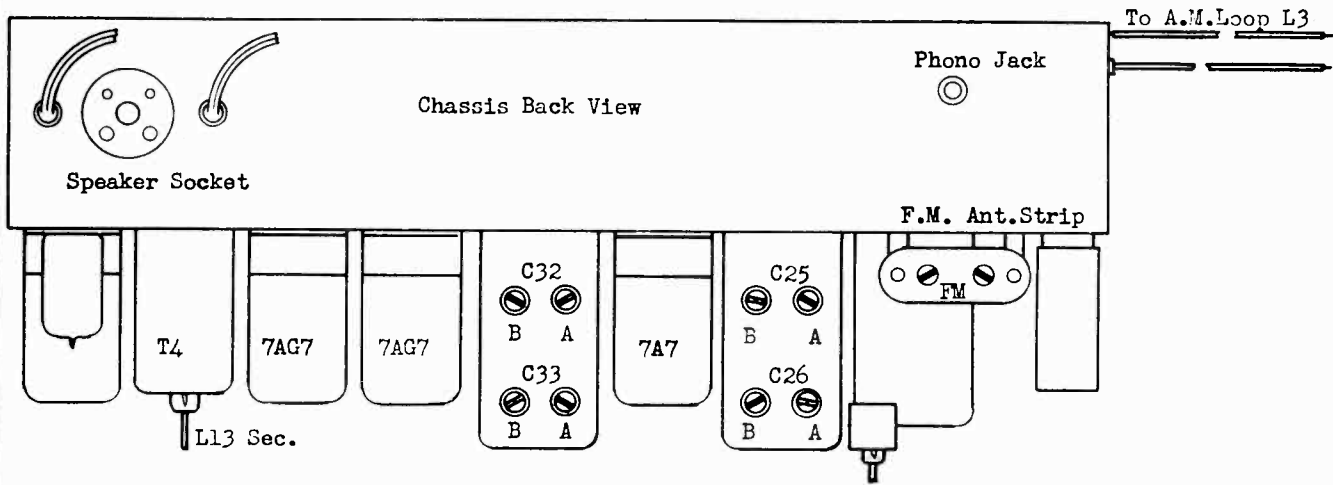 To A.M.Loop L3
Phono Jack
Chassis Back View
Speaker Socket
F.M. Ant.Strip
C32
C25
FM
B A
B A
T4
7AG7
7AG7
7A7
C33
C26
B A
B A
L13 Sec.